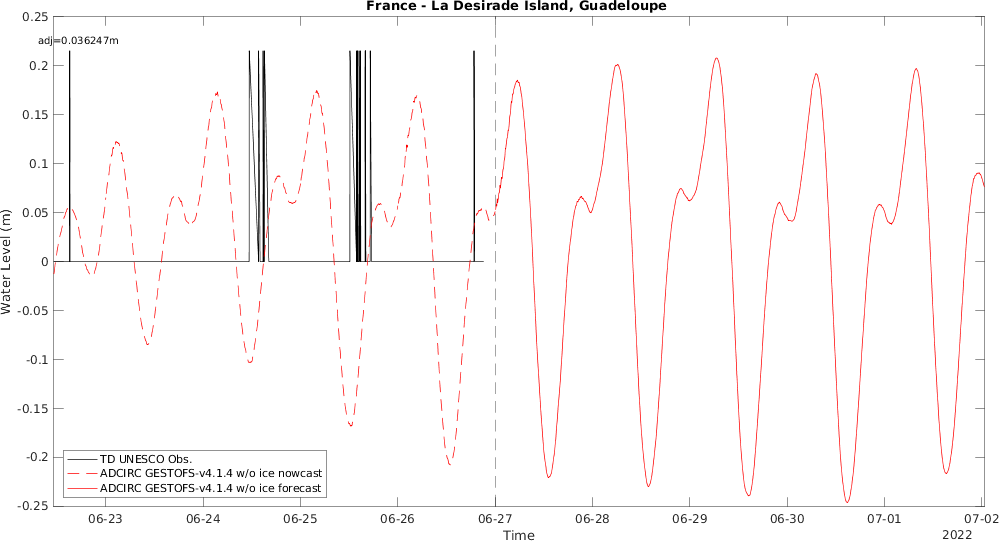 France - La Desirade Island, Guadeloupe
adj=0.036247m
0.25
0.2
0.15
0.1
0.05
0
-0.05
-0.1
-0.15
-0.2
-0.25
Water Level (m)
TD UNESCO Obs.
ADCIRC GESTOFS-v4.1.4 w/o ice nowcast
ADCIRC GESTOFS-v4.1.4 w/o ice forecast
06-23 06-24 06-25 06-26 06-27 06-28 06-29 06-30 07-01 07-02
Time
2022